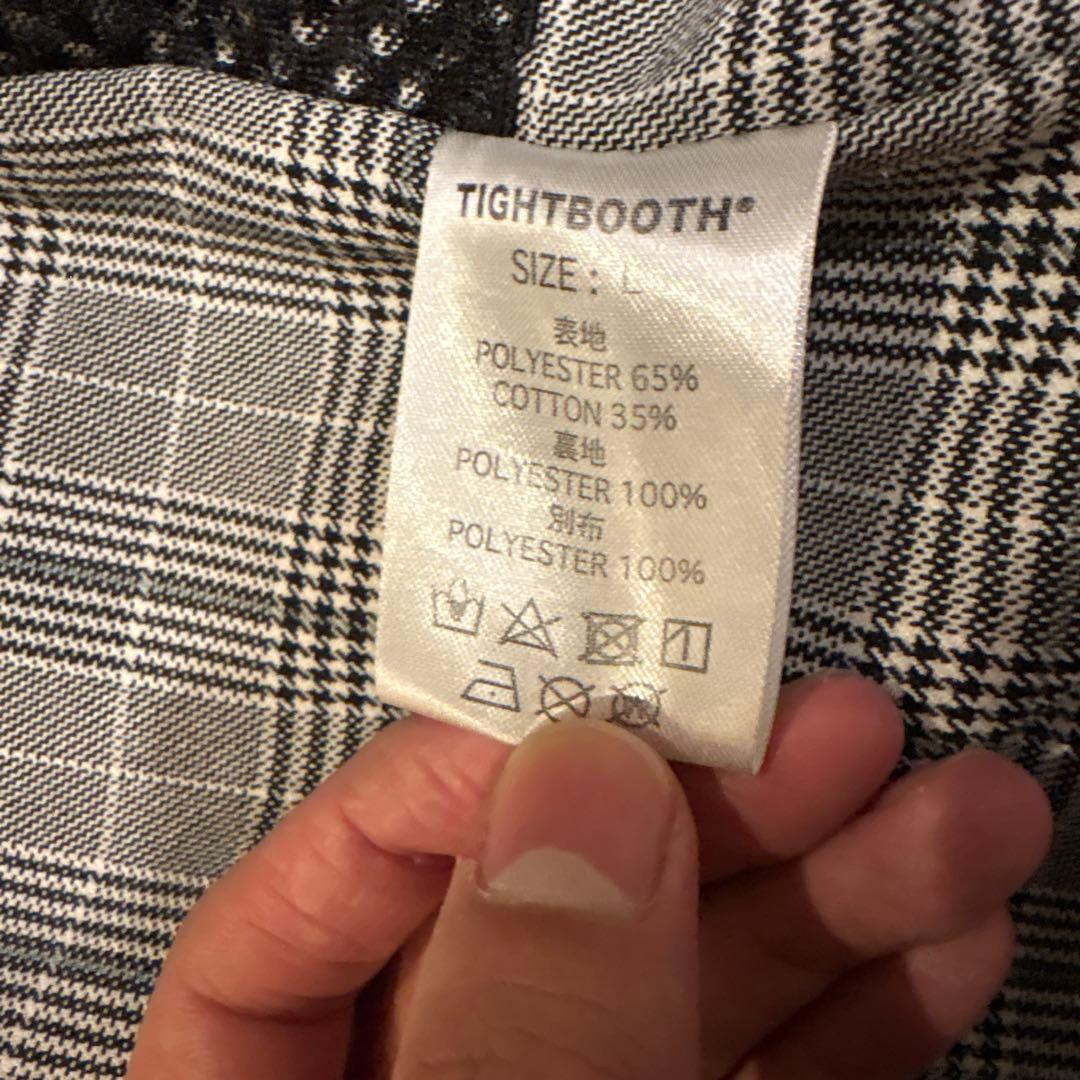 TIGHTBOOTH®
SIZE : L
表地
POLYESTER 65%
COTTON 35%
裏地
POLYESTER 100%
別布
POLYESTER 100%